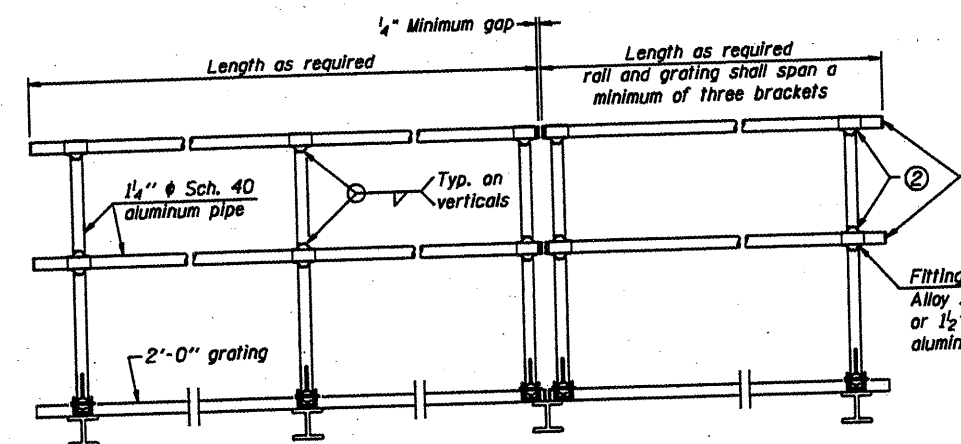 1/4" Minimum gap
Length as required
Length as required
rail and grating shall span a
minimum of three brackets
1 1/4" ϕ Sch. 40
aluminum pipe
Typ. on
verticals
2
Fitting
Alloy
or 1 1/2"
2'-0" grating